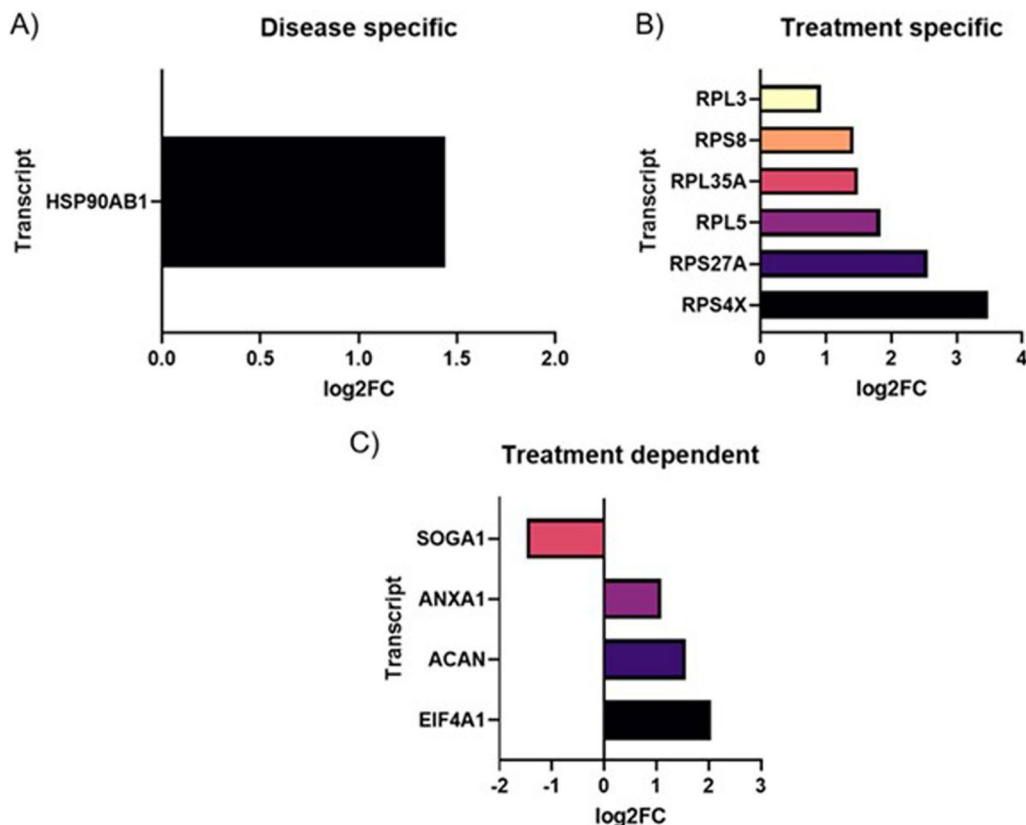 A)
Disease specific
Transcript
HSP90AB1
0.0 0.5 1.0 1.5 2.0
log2FC
B)
Treatment specific
Transcript
RPL3
RPS8
RPL35A
RPL5
RPS27A
RPS4X
0 1 2 3 4
log2FC
C)
Treatment dependent
Transcript
SOGA1
ANXA1
ACAN
EIF4A1
-2 -1 0 1 2 3
log2FC